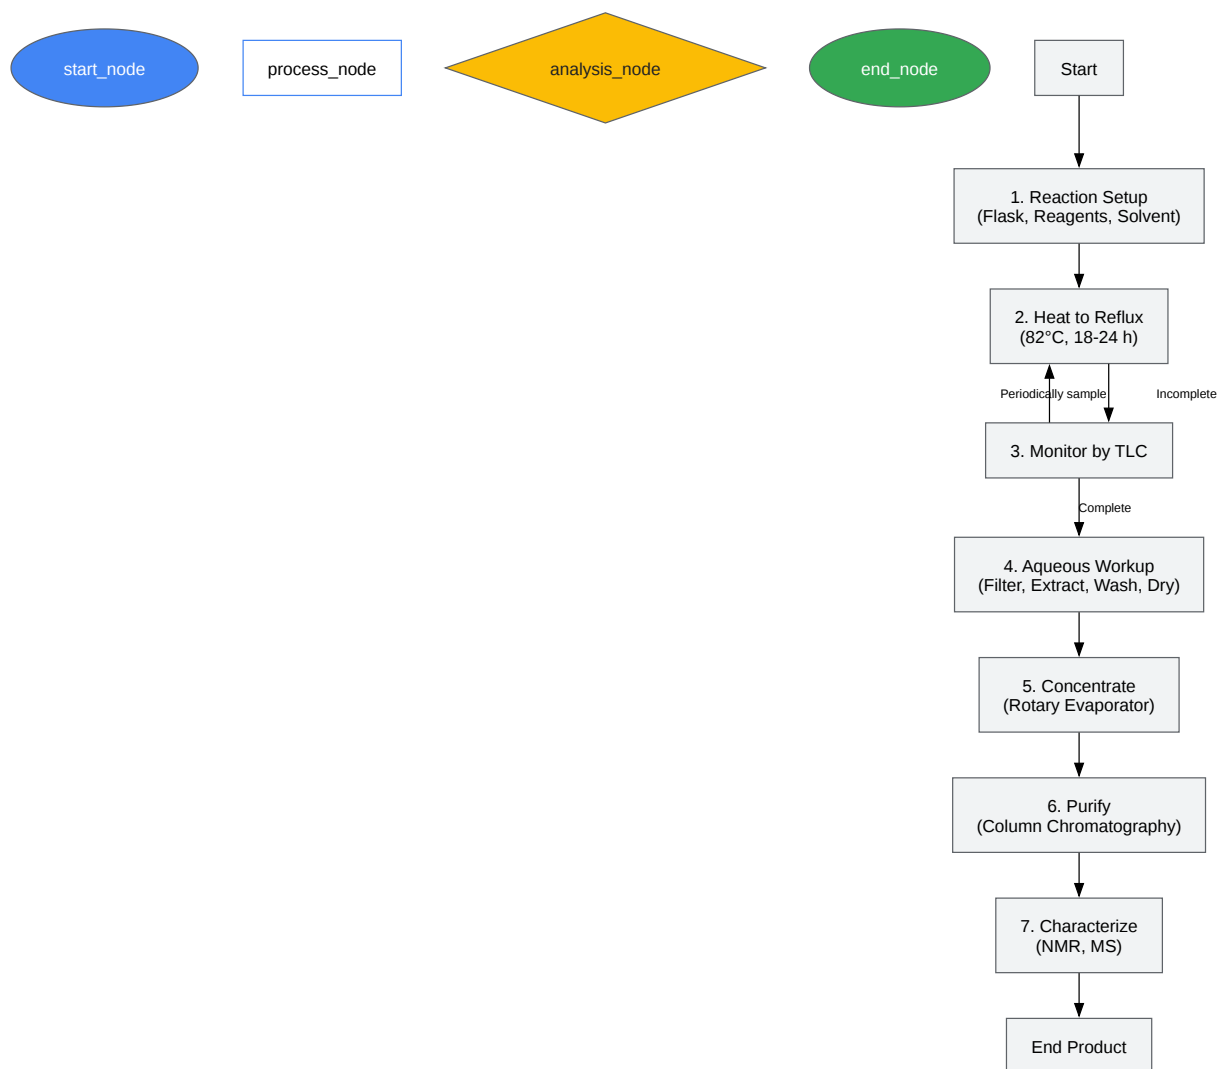 start_node
process_node
analysis_node
end_node
Start
1. Reaction Setup
(Flask, Reagents, Solvent)
2. Heat to Reflux
(82°C, 18-24 h)
Periodically sample
Incomplete
3. Monitor by TLC
Complete
4. Aqueous Workup
(Filter, Extract, Wash, Dry)
5. Concentrate
(Rotary Evaporator)
6. Purify
(Column Chromatography)
7. Characterize
(NMR, MS)
End Product